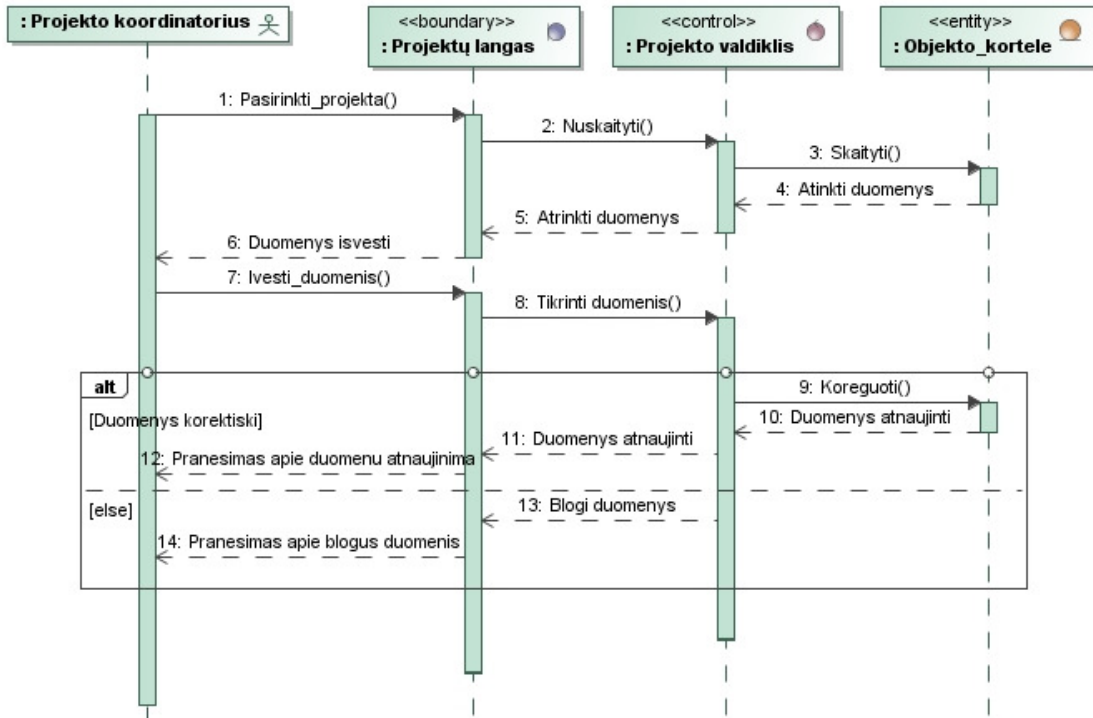 : Projekto koordinatorius
<<boundary>>
: Projektų langas
<<control>>
: Projekto valdiklis
<<entity>>
: Objekto_kortele
1: Pasirinkti_projekta()
2: Nuskaityti()
3: Skaityti()
4: Atinkti duomenys
5: Atrinkti duomenys
6: Duomenys isvesti
7: Ivesti_duomenis()
8: Tikrinti duomenis()
alt
9: Koreguoti()
[Duomenys korektiski]
10: Duomenys atnaujinti
11: Duomenys atnaujinti
12: Pranesimas apie duomenu atnaujinima
[else]
13: Blogi duomenys
14: Pranesimas apie blogus duomenis